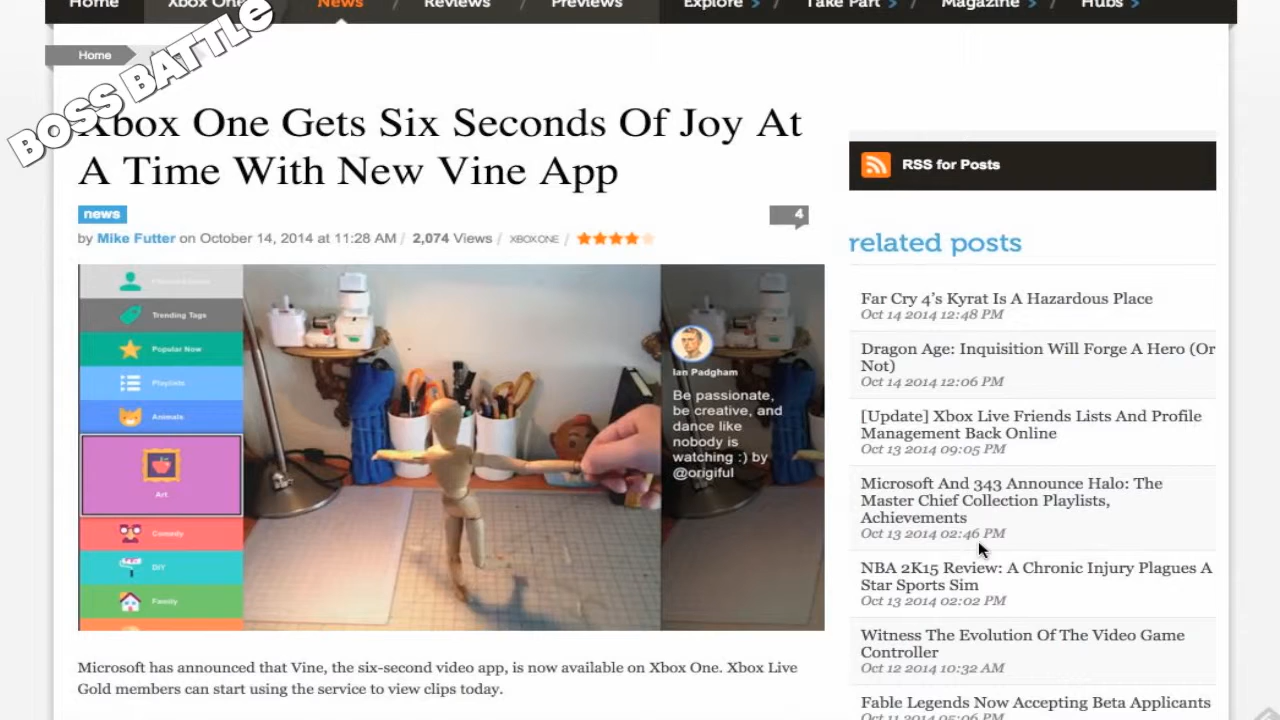 Home
Xbox One
News
/
Reviews
/
Previews
Explore
/
Take Part
/
Magazine
/
Hubs
BOSS BATTLE
Home
Xbox One Gets Six Seconds Of Joy At
A Time With New Vine App
news
4
by Mike Futter on October 14, 2014 at 11:28 AM / 2,074 Views / XBOX ONE /
Trending Tags
Popular Now
Playlists
Animals
Art
Comedy
DIY
Family
Ian Padgham
Be passionate,
be creative, and
dance like
nobody is
watching :) by
@origiful
Microsoft has announced that Vine, the six-second video app, is now available on Xbox One. Xbox Live
Gold members can start using the service to view clips today.
RSS for Posts
related posts
Far Cry 4's Kyrat Is A Hazardous Place
Oct 14 2014 12:48 PM
Dragon Age: Inquisition Will Forge A Hero (Or
Not)
Oct 14 2014 12:06 PM
[Update] Xbox Live Friends Lists And Profile
Management Back Online
Oct 13 2014 09:05 PM
Microsoft And 343 Announce Halo: The
Master Chief Collection Playlists,
Achievements
Oct 13 2014 02:46 PM
NBA 2K15 Review: A Chronic Injury Plagues A
Star Sports Sim
Oct 13 2014 02:02 PM
Witness The Evolution Of The Video Game
Controller
Oct 12 2014 10:32 AM
Fable Legends Now Accepting Beta Applicants
Oct 11 2014 05:06 PM